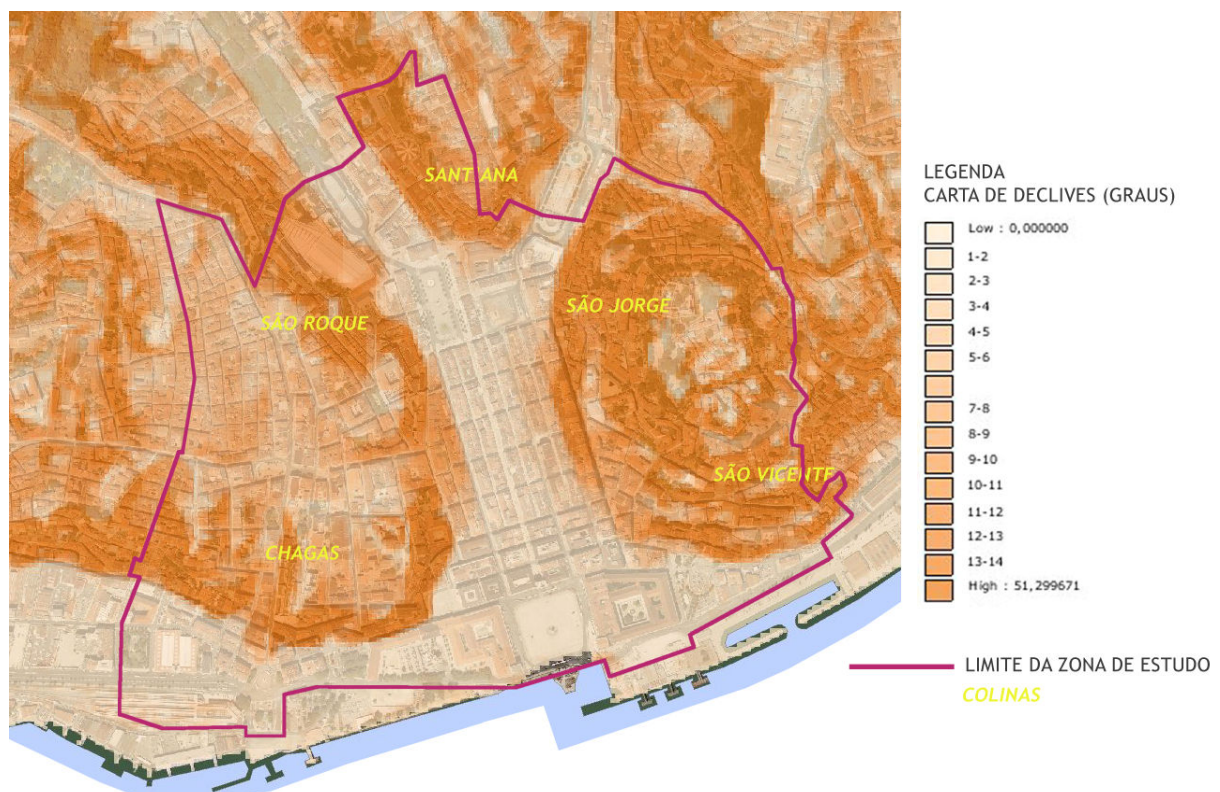 SANT'ANA
SÃO JORGE
SÃO ROQUE
SÃO VICENTE
CHAGAS
LEGENDA
CARTA DE DECLIVES (GRAUS)
Low : 0,000000
1-2
2-3
3-4
4-5
5-6
7-8
8-9
9-10
10-11
11-12
12-13
13-14
High : 51,299671
LIMITE DA ZONA DE ESTUDO
COLINAS